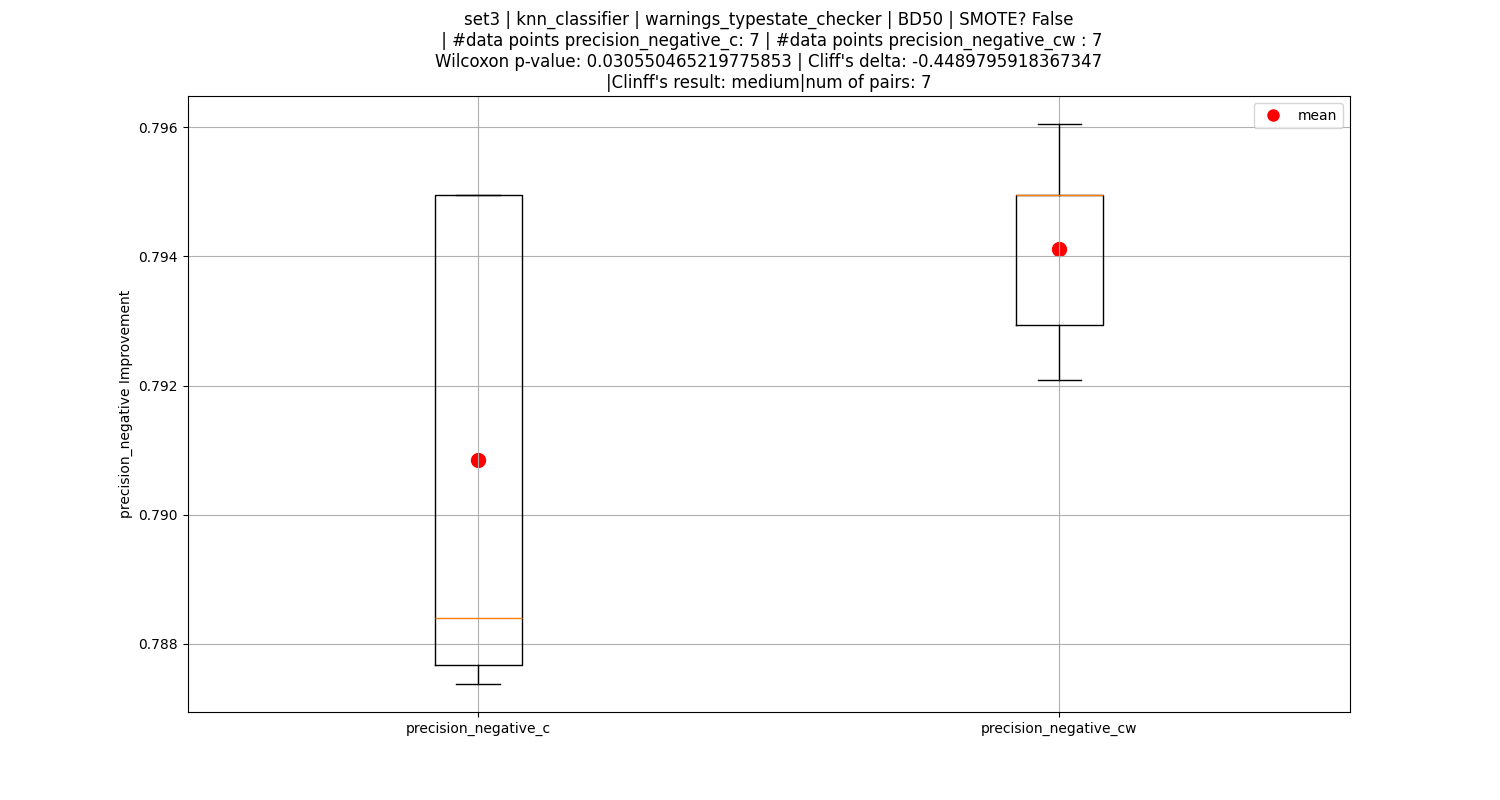 set3 | knn_classifier | warnings_typestate_checker | BD50 | SMOTE? False
| #data points precision_negative_c: 7 | #data points precision_negative_cw : 7
Wilcoxon p-value: 0.030550465219775853 | Cliff's delta: -0.4489795918367347
|Clinff's result: medium|num of pairs: 7
mean
0.796
0.794
0.792
0.790
0.788
precision_negative Improvement
precision_negative_c
precision_negative_cw